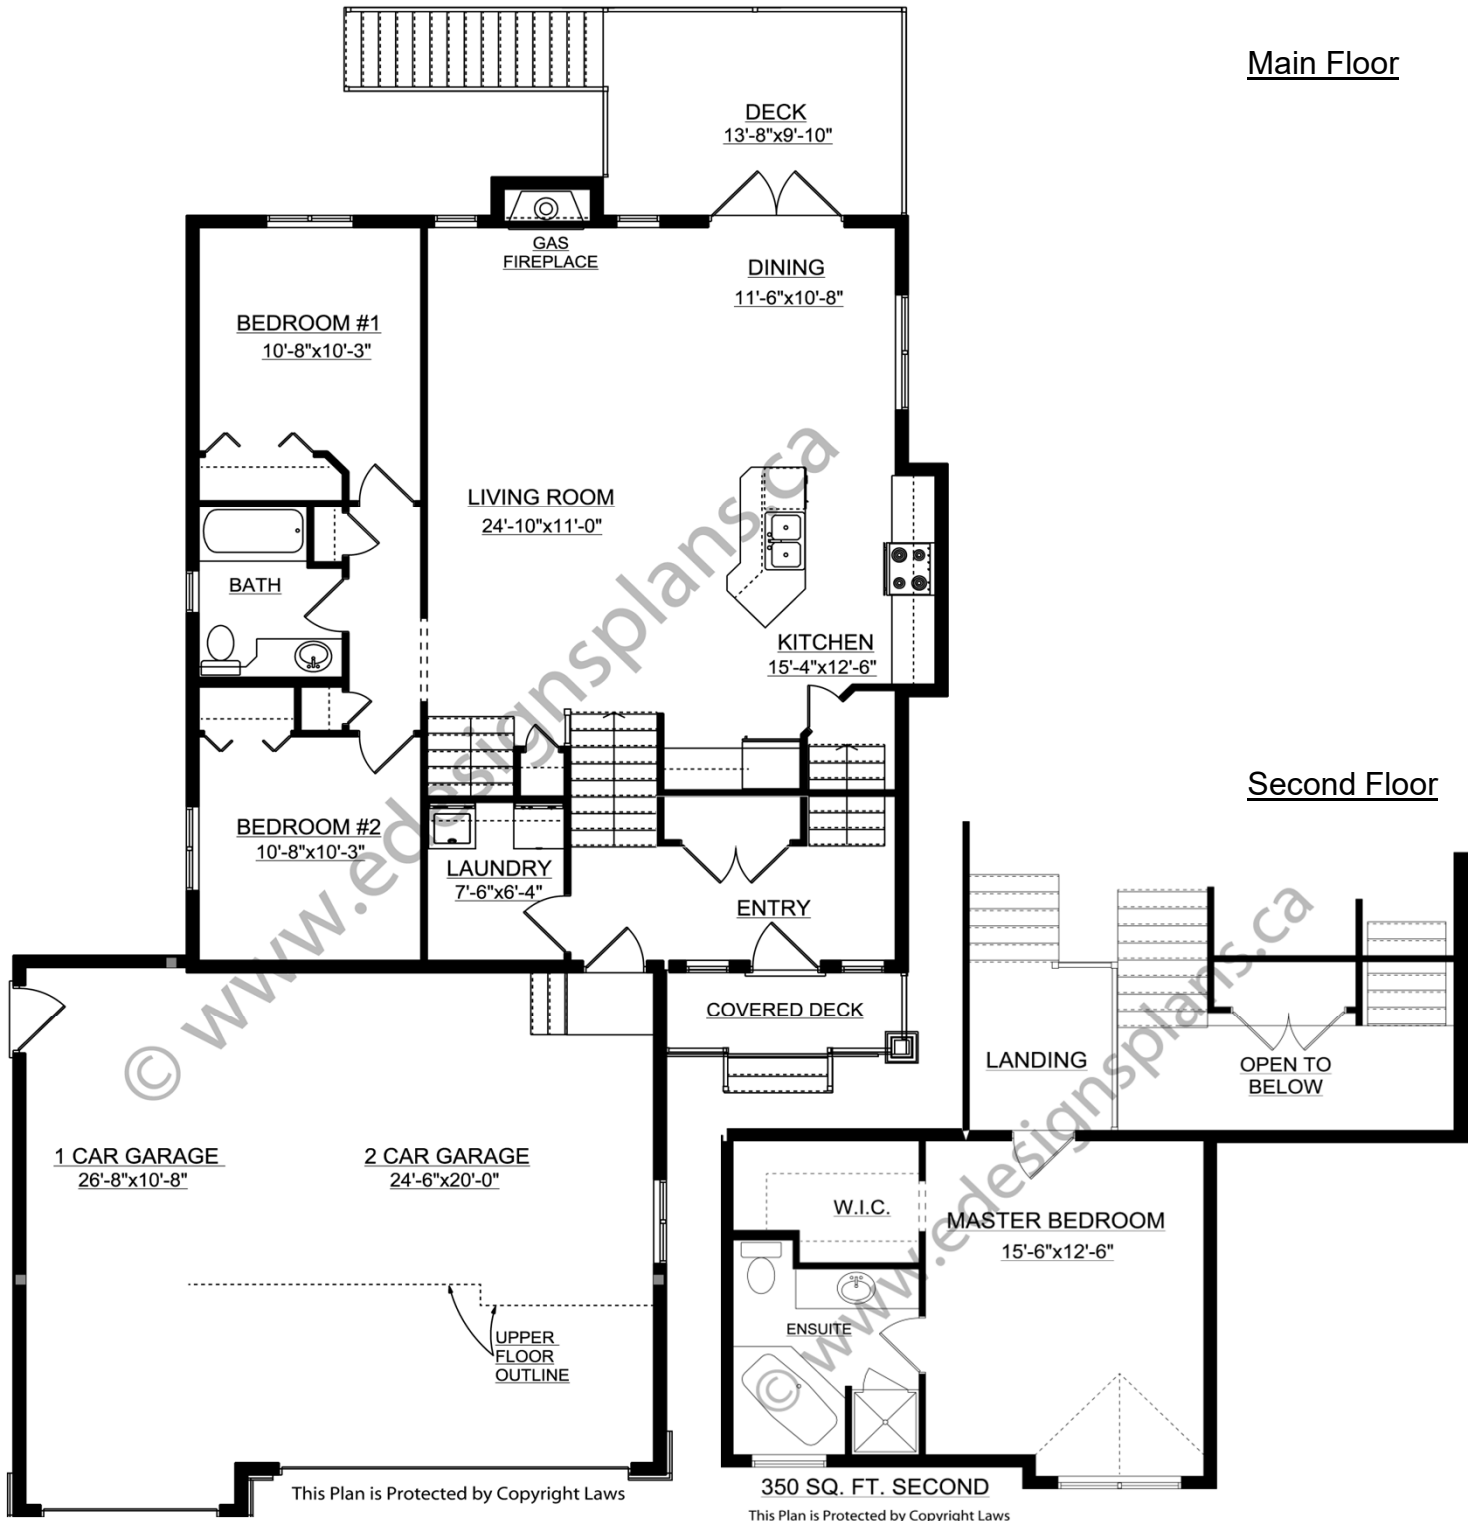 Main Floor
DECK
13'-8"x9'-10"
GAS
FIREPLACE
DINING
11'-6"x10'-8"
BEDROOM #1
10'-8"x10'-3"
LIVING ROOM
24'-10"x11'-0"
BATH
KITCHEN
15'-4"x12'-6"
Second Floor
BEDROOM #2
10'-8"x10'-3"
LAUNDRY
7'-6"x6'-4"
ENTRY
COVERED DECK
© www.edesignsplans.ca
LANDING
OPEN TO
BELOW
1 CAR GARAGE
26'-8"x10'-8"
2 CAR GARAGE
24'-6"x20'-0"
W.I.C.
MASTER BEDROOM
15'-6"x12'-6"
ENSUITE
© www.edesignsplans.ca
UPPER
FLOOR
OUTLINE
350 SQ. FT. SECOND
This Plan is Protected by Copyright Laws
This Plan is Protected by Copyright Laws